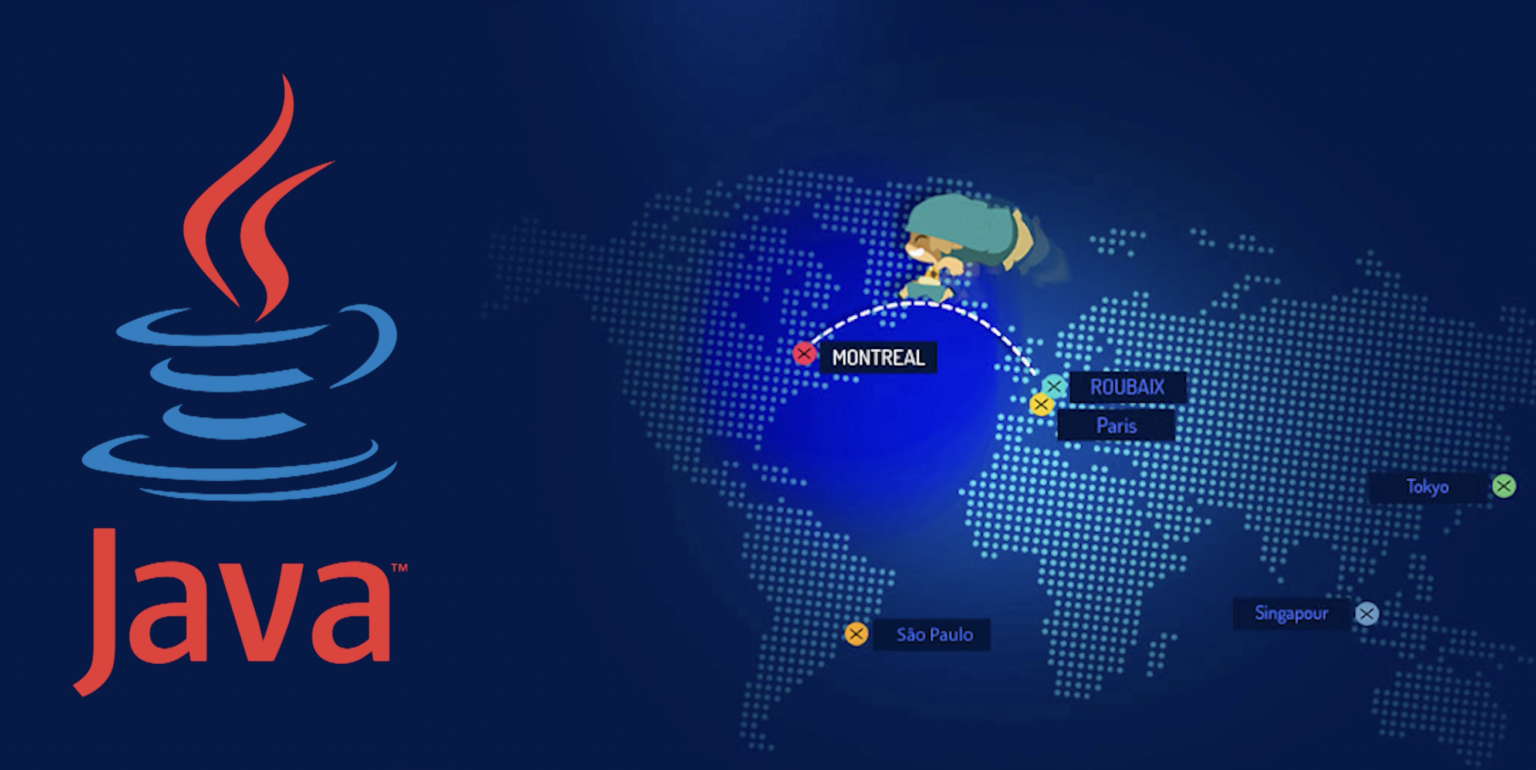 Java™
MONTREAL
ROUBAIX
Paris
Tokyo
Singapour
São Paulo